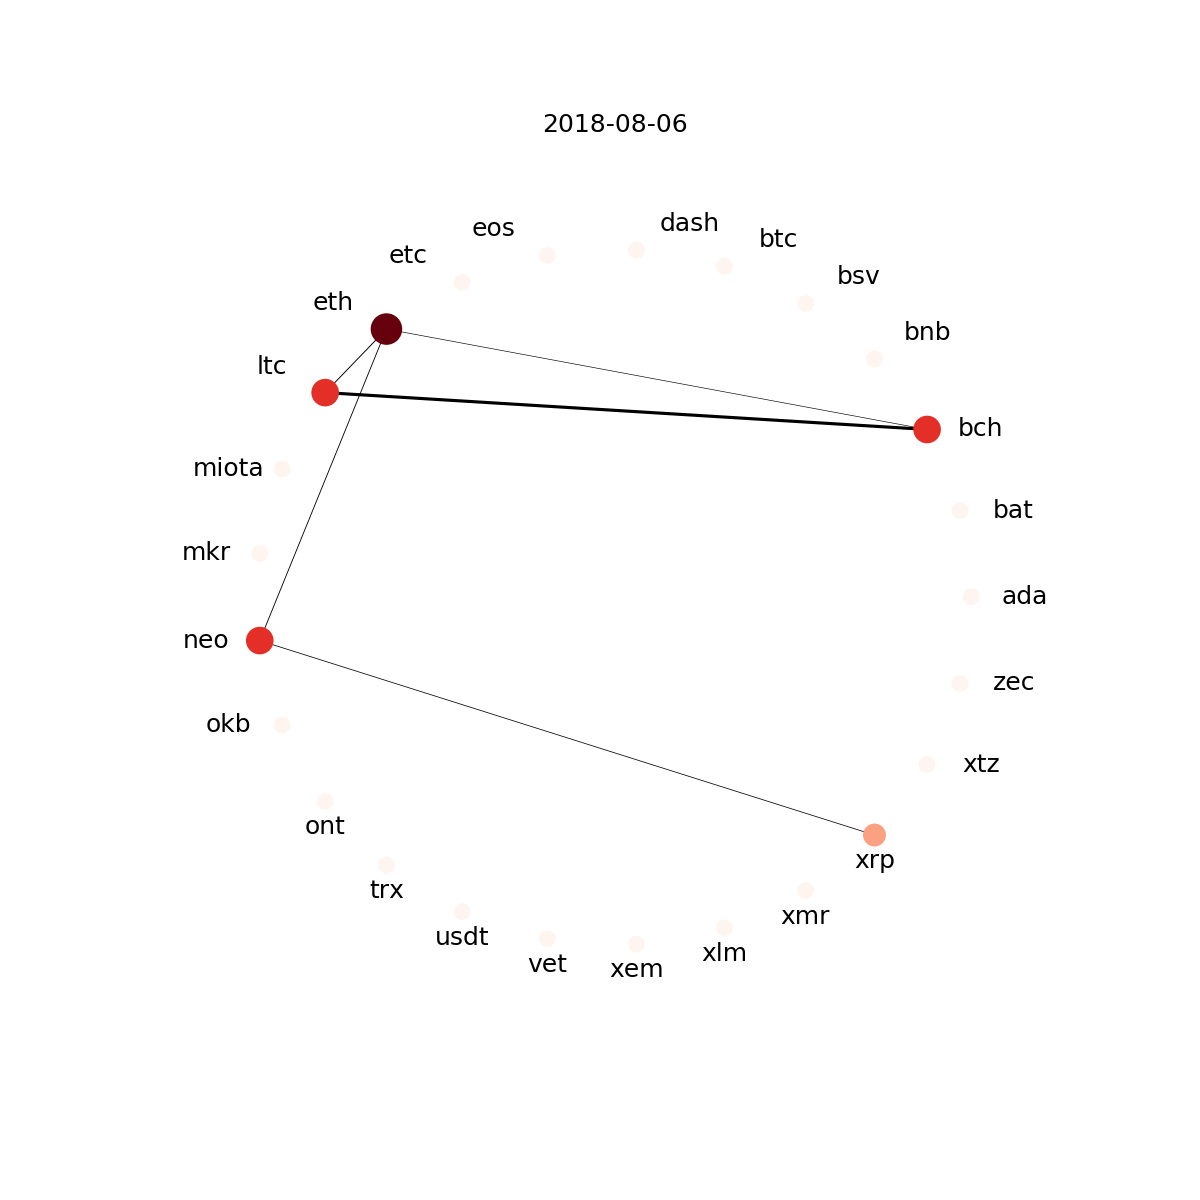 2018-08-06
dash
eos
btc
etc
bsv
eth
bnb
ltc
bch
miota
bat
mkr
ada
neo
zec
okb
xtz
ont
xrp
trx
xmr
usdt
xlm
vet
xem